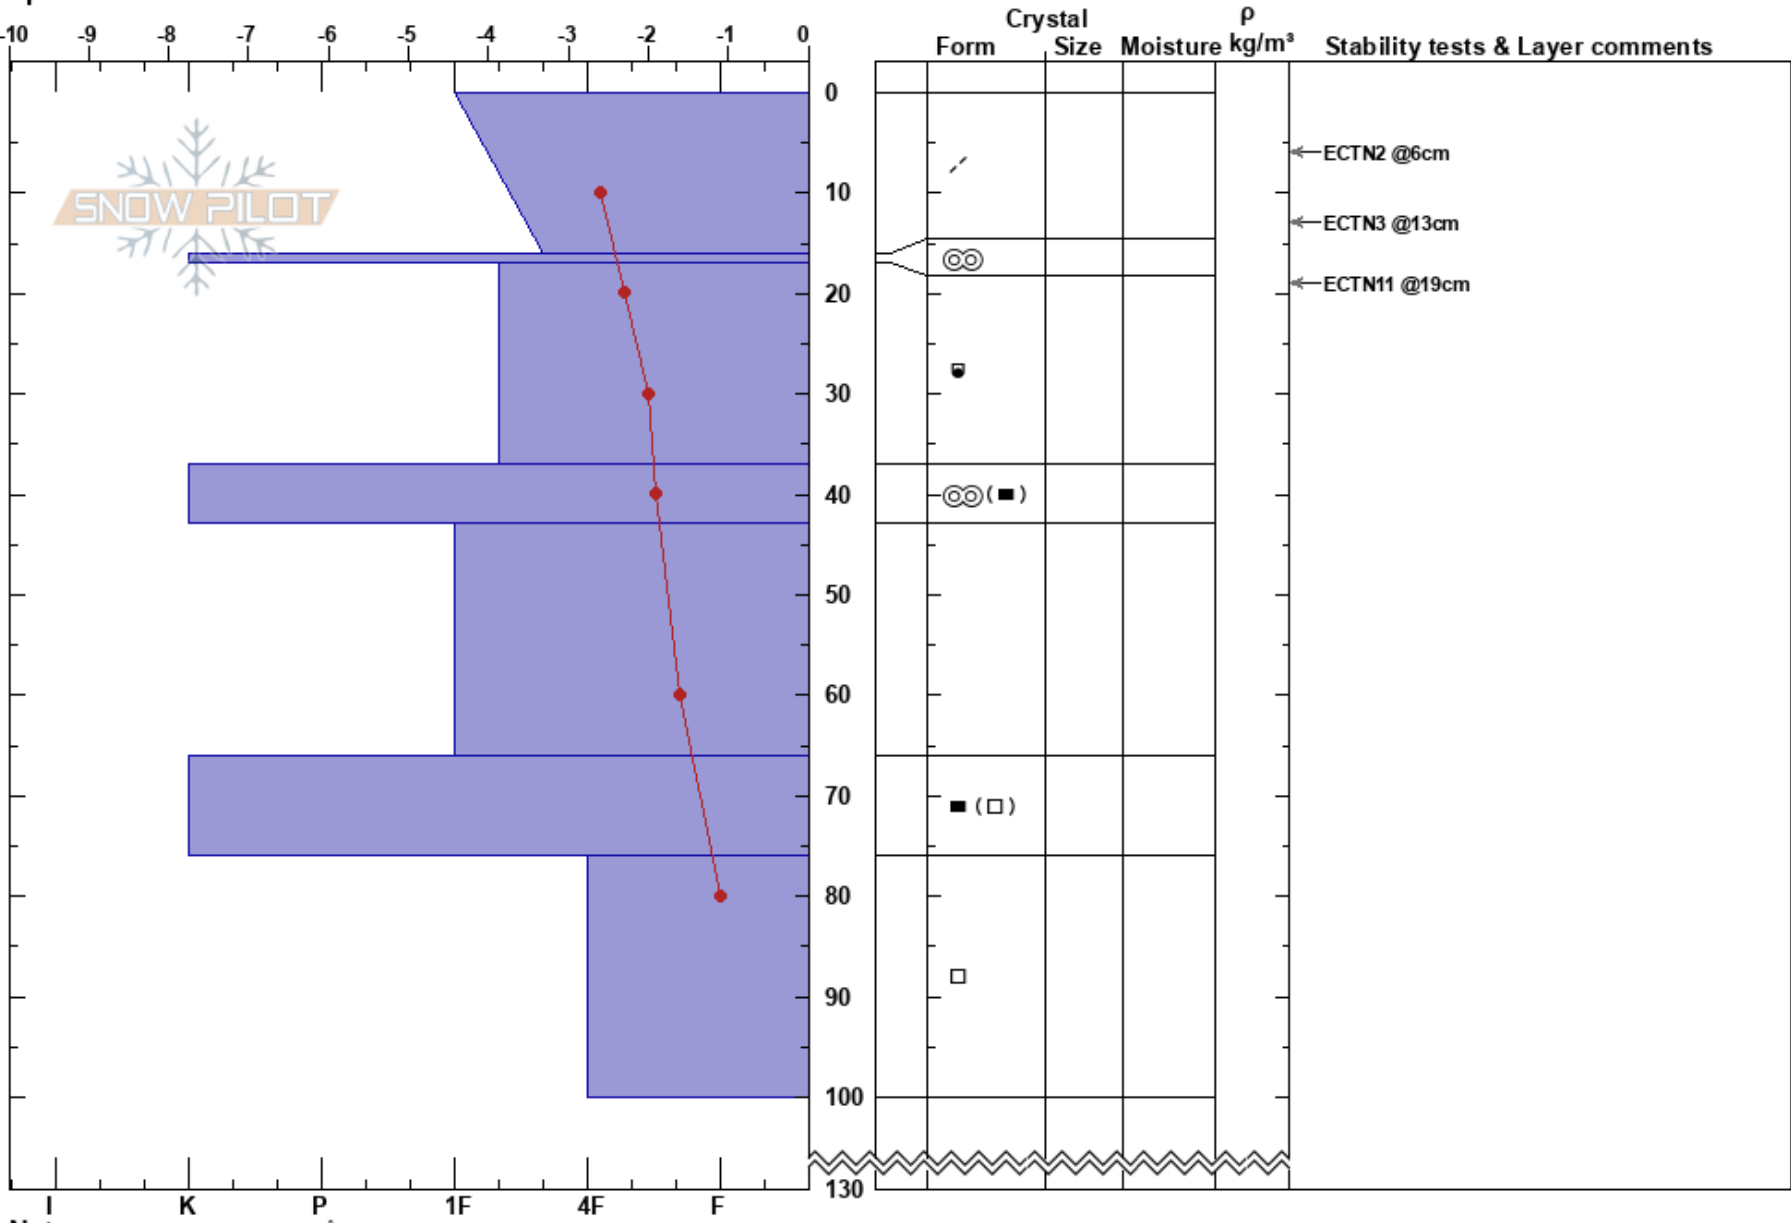 Crystal ρ
-10 -9 -8 -7 -6 -5 -4 -3 -2 -1 0 Form Size Moisture kg/m³ Stability tests & Layer comments
0
ECTN2 @6cm
SNOW PILOT 10
ECTN3 @13cm
20 ECTN11 @19cm
30
40 ( )
50
60
70 ( )
80
90
100
130
I K P 1F 4F F